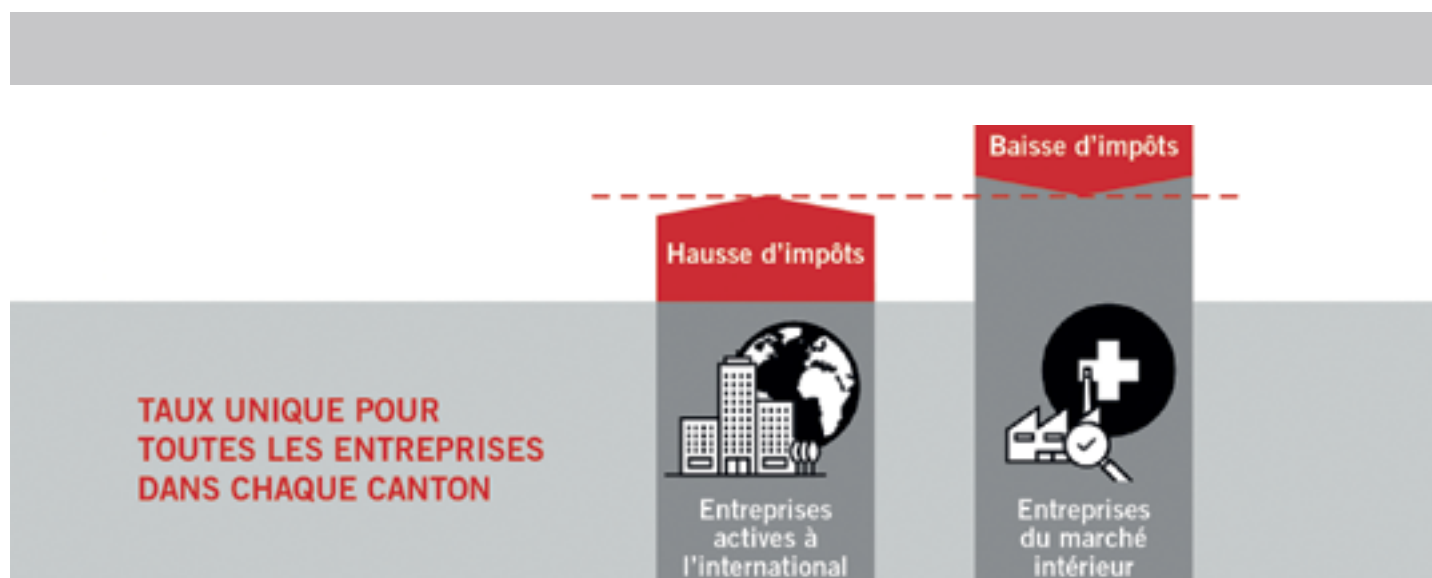 Baisse d'impôts
Hausse d'impôts
TAUX UNIQUE POUR
TOUTES LES ENTREPRISES
DANS CHAQUE CANTON
Entreprises
actives à
l'international
Entreprises
du marché
intérieur